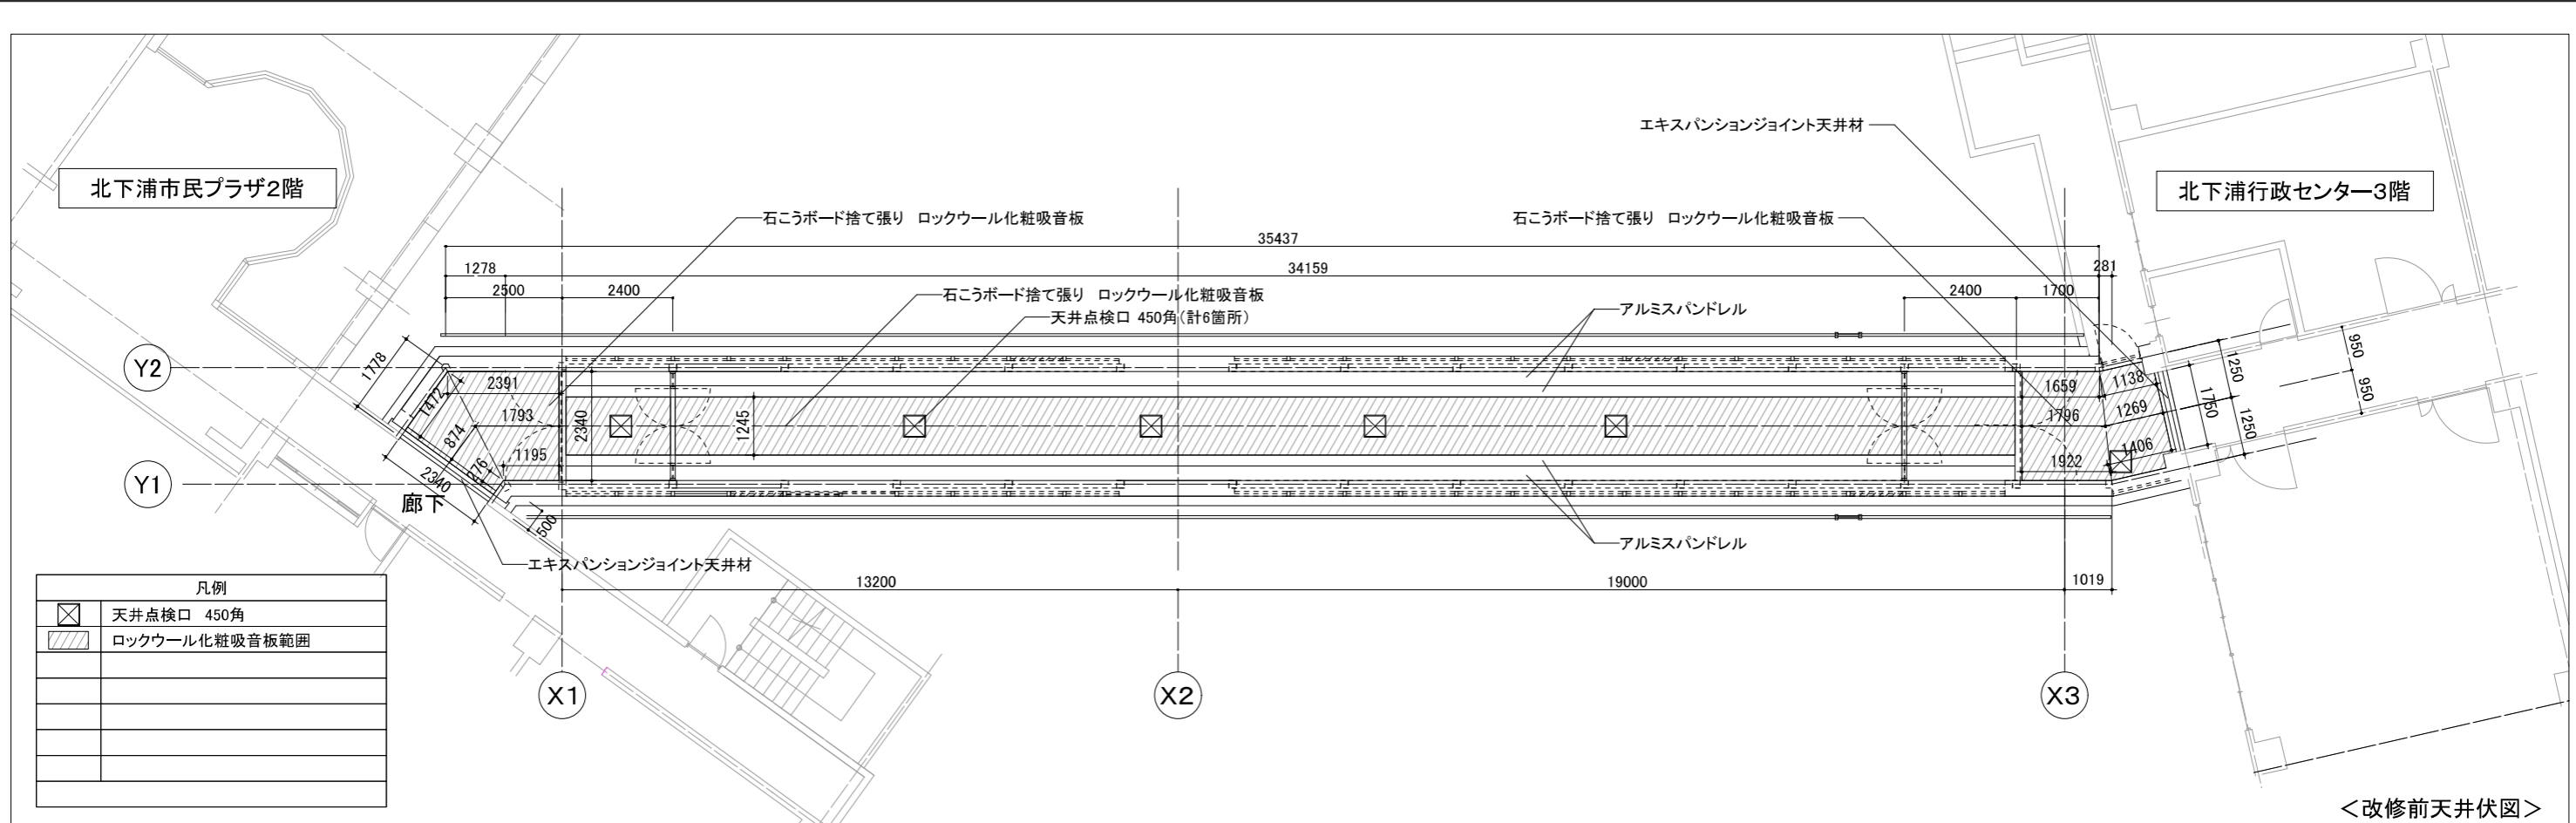 エキスパンションジョイント天井材
北下浦市民プラザ2階
北下浦行政センター3階
石こうボード捨て張り ロックウール化粧吸音板
石こうボード捨て張り ロックウール化粧吸音板
35437
1278
34159
281
2500
2400
2400
1700
石こうボード捨て張り ロックウール化粧吸音板
天井点検口 450角(計6箇所)
アルミスパンドレル
Y2
1778
2391
1472
1793
2340
1245
874
276
1195
2340
1659
1138
1796
1269
1922
1406
1750
1250
1250
950
950
Y1
廊下
500
エキスパンションジョイント天井材
アルミスパンドレル
13200
19000
1019
凡例
天井点検口 450角
ロックウール化粧吸音板範囲
X1
X2
X3
<改修前天井伏図>